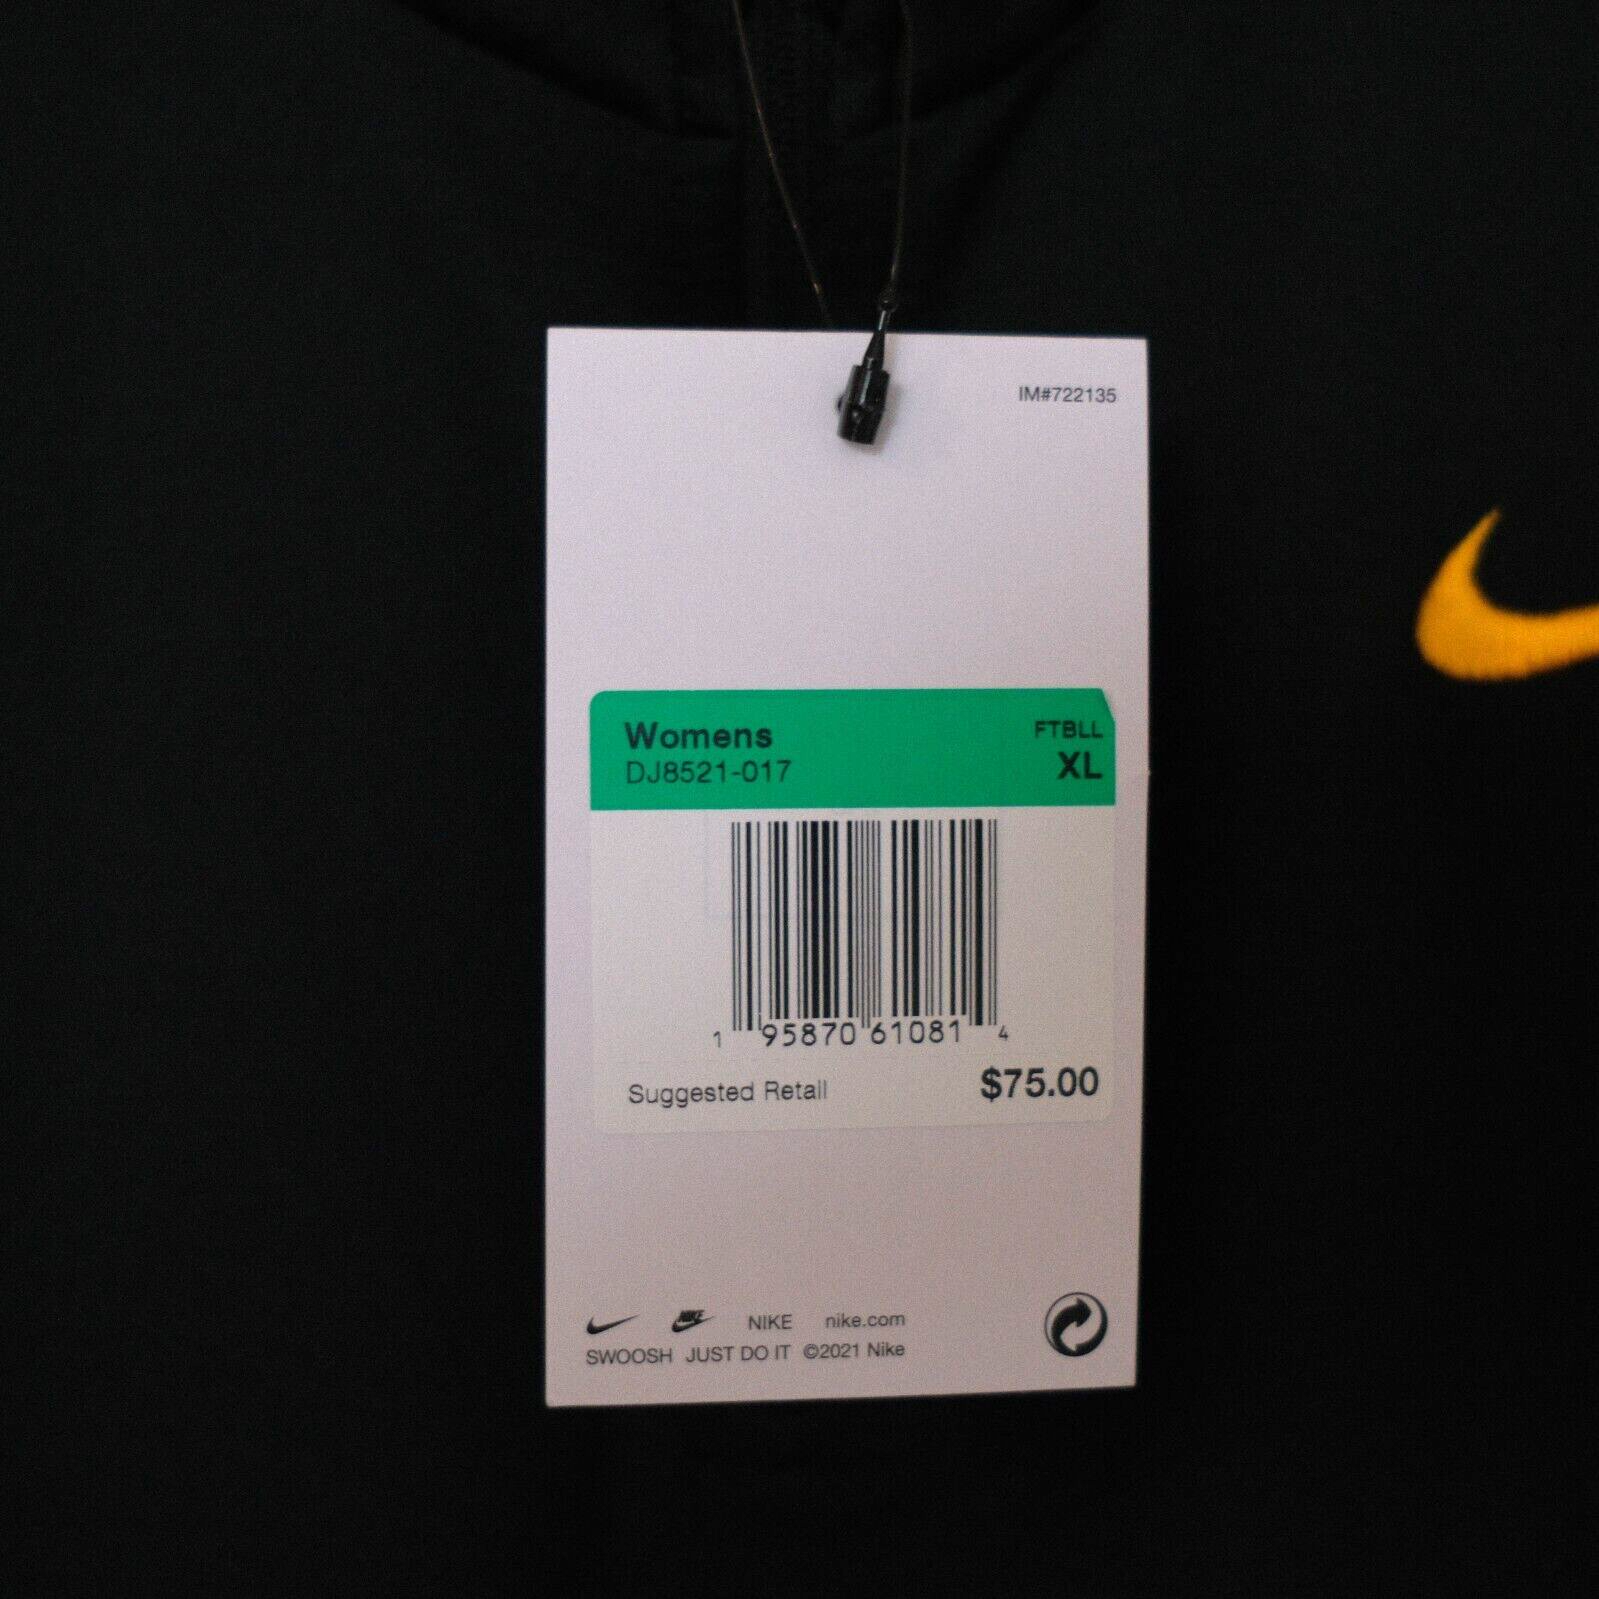 IM#722135
Womens FTBLL
DJ8521-017 XL
1 95870 61081 4
Suggested Retail $75.00
NIKE NIKE nike.com
SWOOSH JUST DO IT ©2021 Nike